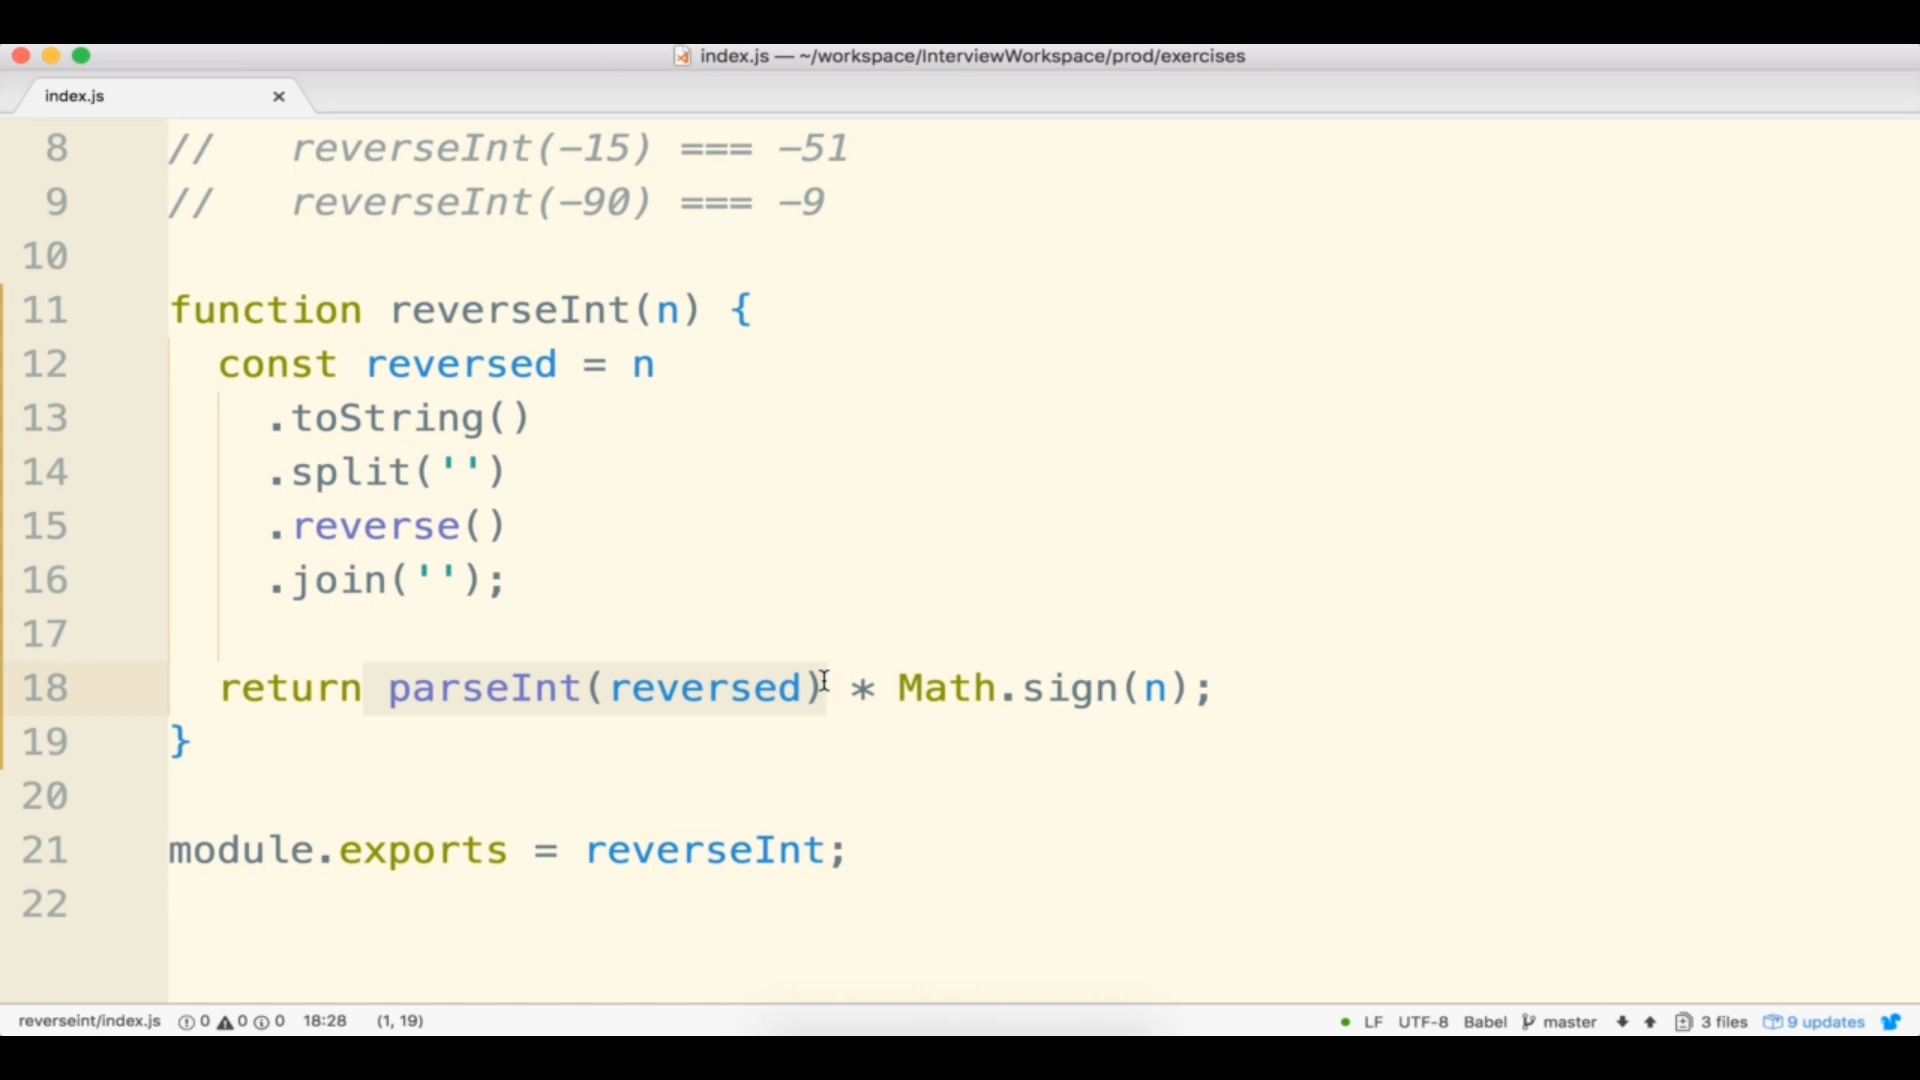 index.js — ~/workspace/InterviewWorkspace/prod/exercises
index.js
8 //   reverseInt(-15) === -51
9 //   reverseInt(-90) === -9
10
11 function reverseInt(n) {
12   const reversed = n
13     .toString()
14     .split('')
15     .reverse()
16     .join('');
17
18   return parseInt(reversed) * Math.sign(n);
19 }
20
21 module.exports = reverseInt;
22
reverseint/index.js 0 0 0 18:28 (1, 19) LF UTF-8 Babel master 3 files 9 updates